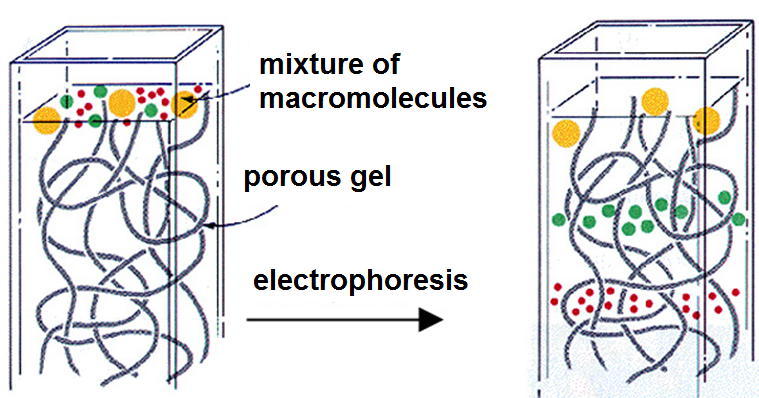 mixture of
macromolecules
porous gel
electrophoresis